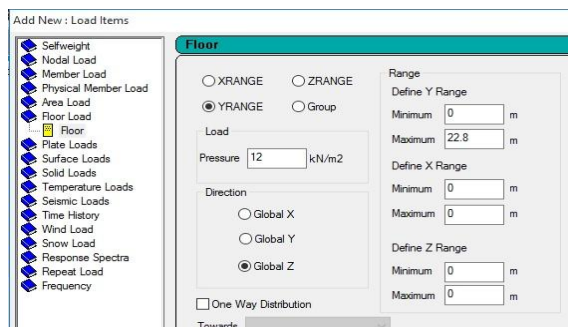 Add New : Load Items
Selfweight
Nodal Load
Member Load
Physical Member Load
Area Load
Floor Load
Floor
Plate Loads
Surface Loads
Solid Loads
Temperature Loads
Seismic Loads
Time History
Wind Load
Snow Load
Response Spectra
Repeat Load
Frequency
Floor
XRANGE ZRANGE
YRANGE Group
Load
Pressure 12 kN/m2
Direction
Global X
Global Y
Global Z
One Way Distribution
Towards
Range
Define Y Range
Minimum 0 m
Maximum 22.8 m
Define X Range
Minimum 0 m
Maximum 0 m
Define Z Range
Minimum 0 m
Maximum 0 m